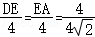 DE/4 = EA/4 = 4/4√2